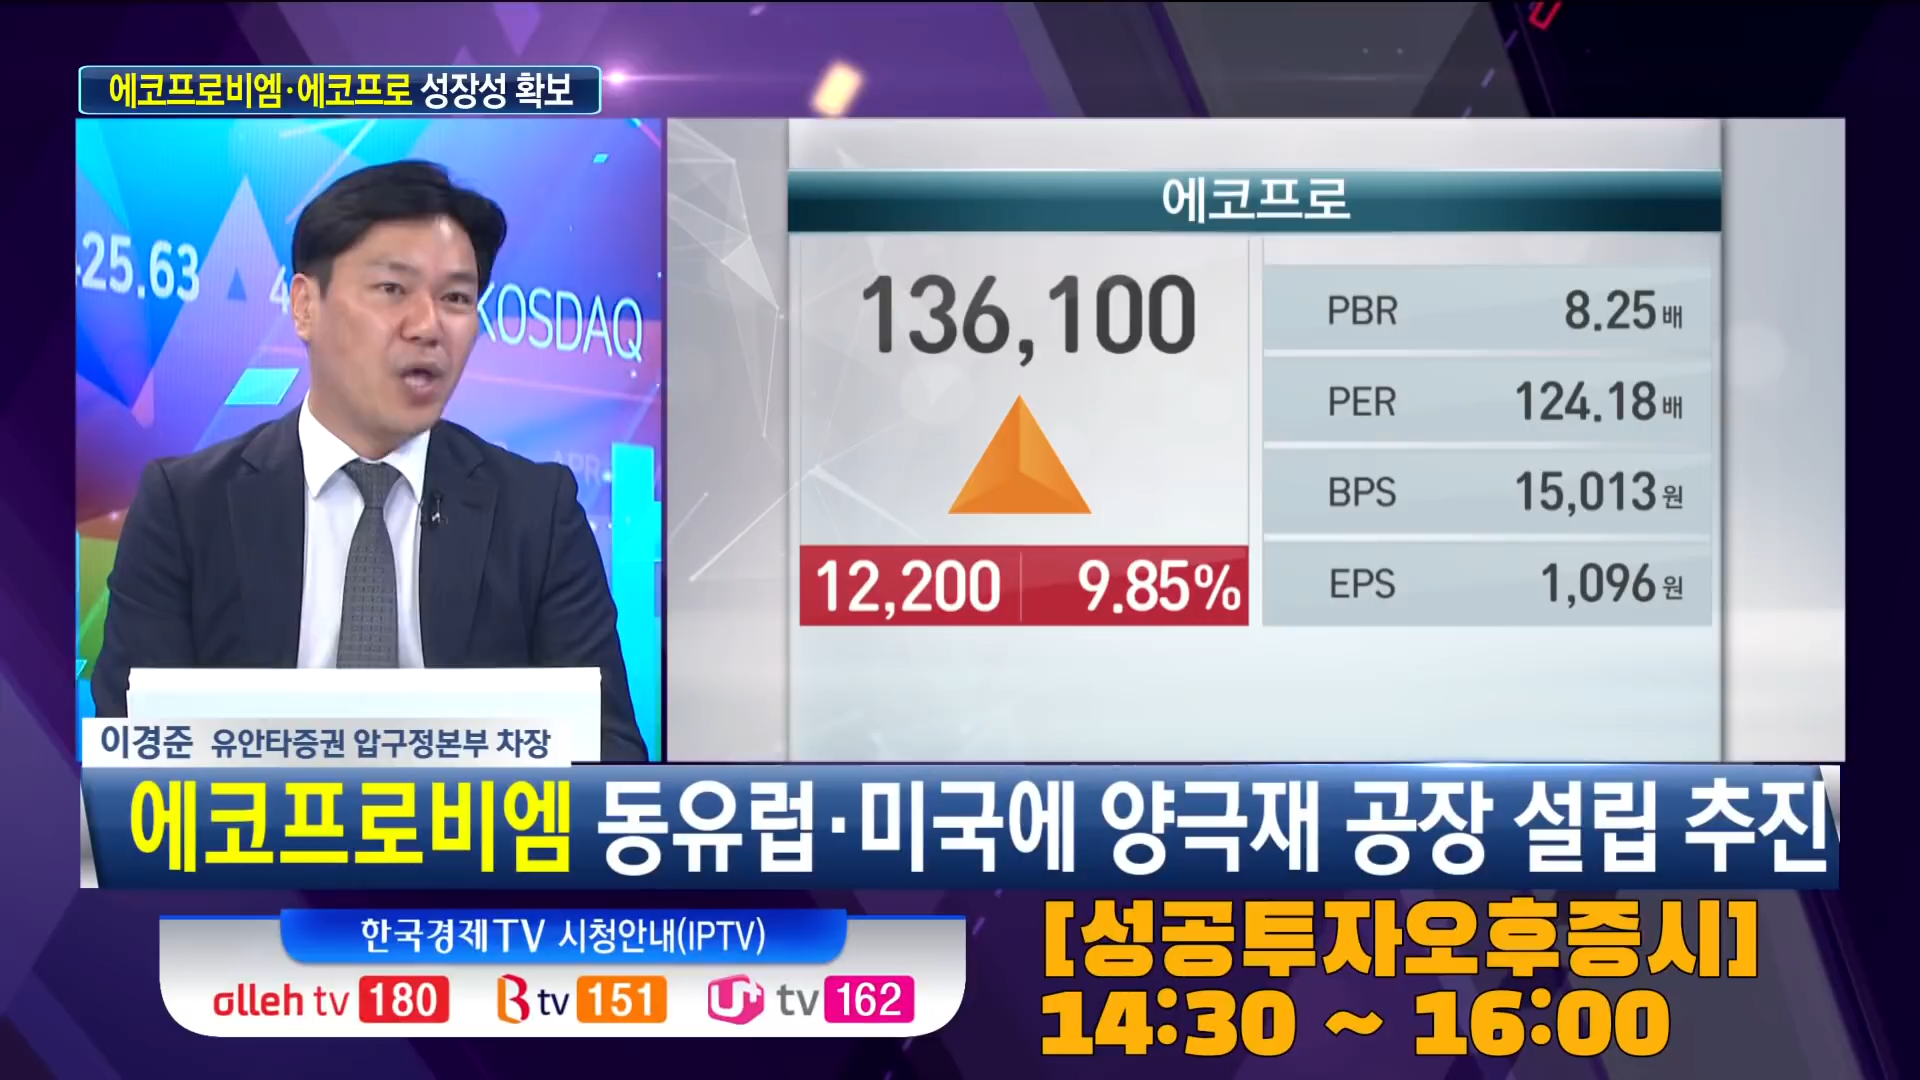 에코프로비엠·에코프로 성장성 확보
25.63
KOSDAQ
APR
에코프로
136,100
12,200 9.85%
PBR 8.25배
PER 124.18배
BPS 15,013원
EPS 1,096원
이경준 유안타증권 압구정본부 차장
에코프로비엠 동유럽·미국에 양극재 공장 설립 추진
한국경제TV 시청안내(IPTV)
olleh tv 180 B tv 151 U+ tv 162
[성공투자오후증시]
14:30 ~ 16:00